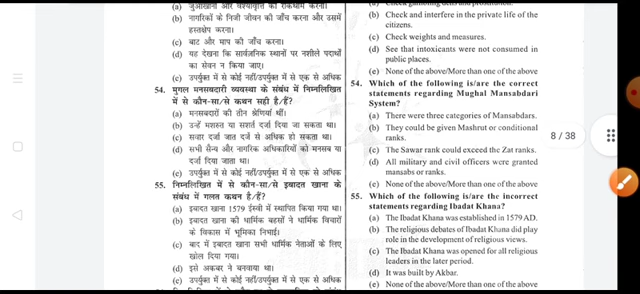 (a) जुआखानों और वेश्यावृत्ति की रोकथाम करना।
(b) नागरिकों के निजी जीवन की जाँच करना और उसमें
हस्तक्षेप करना।
(c) बाट और माप की जाँच करना।
(d) यह देखना कि सार्वजनिक स्थानों पर नशीले पदार्थों
का सेवन न किया जाए।
(e) उपर्युक्त में से कोई नहीं/उपर्युक्त में से एक से अधिक
54. मुगल मनसबदारी व्यवस्था के संबंध में निम्नलिखित
में से कौन-सा/से कथन सही है/हैं?
(a) मनसबदारों की तीन श्रेणियां थीं।
(b) उन्हें मशरुत या सशर्त दर्जा दिया जा सकता था।
(c) सवार दर्जा जात दर्जे से अधिक हो सकता था।
(d) सभी सैन्य और नागरिक अधिकारियों को मनसब या
दर्जा दिया जाता था।
(e) उपर्युक्त में से कोई नहीं/उपर्युक्त में से एक से अधिक
55. निम्नलिखित में से कौन-सा/से इबादत खाना के
संबंध में गलत कथन है/हैं?
(a) इबादत खाना 1579 ईस्वी में स्थापित किया गया था।
(b) इबादत खाना की धार्मिक बहसों ने धार्मिक विचारों
के विकास में भूमिका निभाई।
(c) बाद में इबादत खाना सभी धार्मिक नेताओं के लिए
खोल दिया गया।
(d) इसे अकबर ने बनवाया था।
(e) उपर्युक्त में से कोई नहीं/उपर्युक्त में से एक से अधिक
(b) Check and interfere in the private life of the
citizens.
(c) Check weights and measures.
(d) See that intoxicants were not consumed in
public places.
(e) None of the above/More than one of the above
54. Which of the following is/are the correct
statements regarding Mughal Mansabdari
System?
(a) There were three categories of Mansabdars.
(b) They could be given Mashrut or conditional
ranks.
(c) The Sawar rank could exceed the Zat ranks.
(d) All military and civil officers were granted
mansabs or ranks.
(e) None of the above/More than one of the above
55. Which of the following is/are the incorrect
statements regarding Ibadat Khana?
(a) The Ibadat Khana was established in 1579 AD.
(b) The religious debates of Ibadat Khana did play
role in the development of religious views.
(c) The Ibadat Khana was opened for all religious
leaders in the later period.
(d) It was built by Akbar.
(e) None of the above/More than one of the above
8 / 38